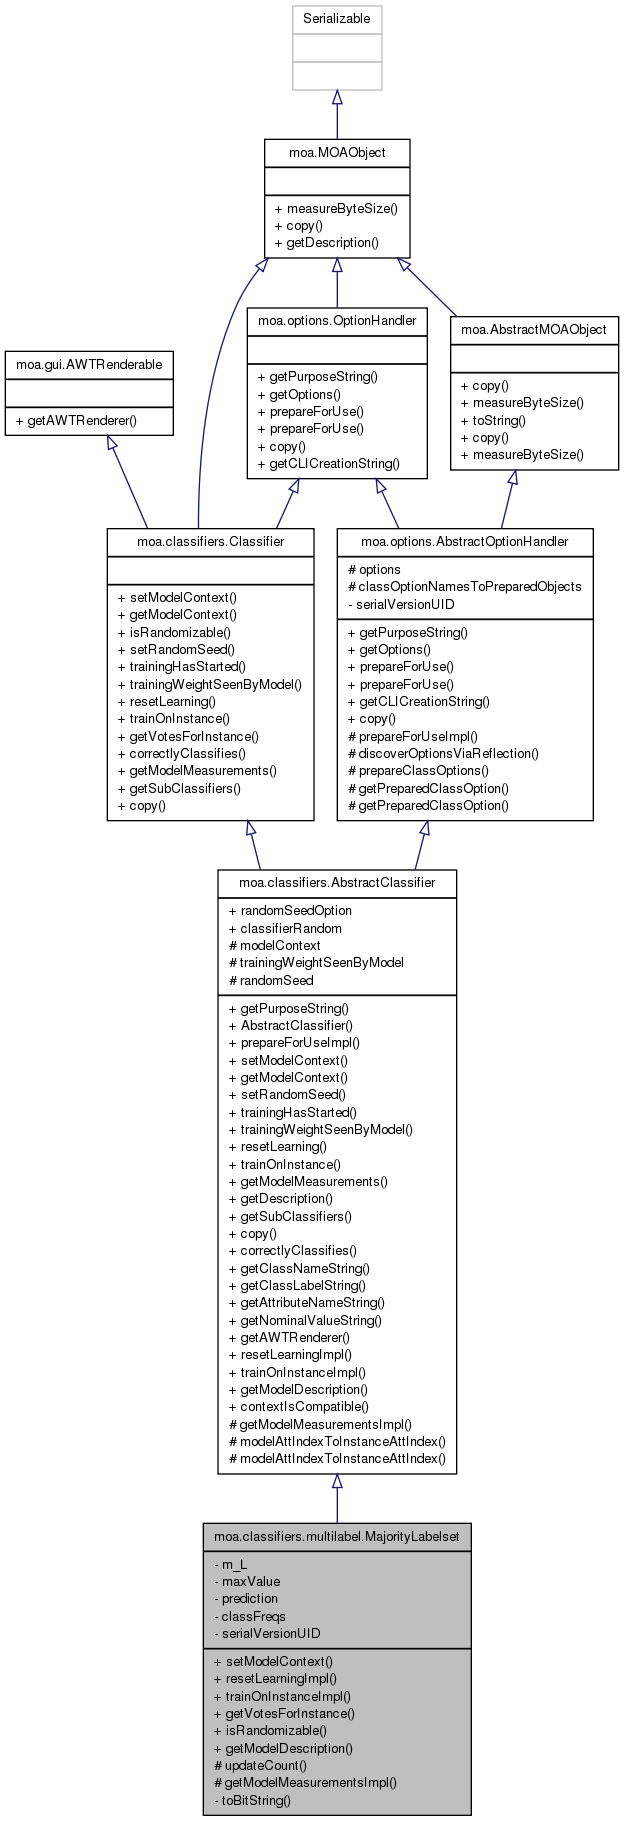 Serializable
moa.MOAObject
+ measureByteSize()
+ copy()
+ getDescription()
moa.gui.AWTRenderable
+ getAWTRenderer()
moa.options.OptionHandler
+ getPurposeString()
+ getOptions()
+ prepareForUse()
+ prepareForUse()
+ copy()
+ getCLICreationString()
moa.AbstractMOAObject
+ copy()
+ measureByteSize()
+ toString()
+ copy()
+ measureByteSize()
moa.classifiers.Classifier
+ setModelContext()
+ getModelContext()
+ isRandomizable()
+ setRandomSeed()
+ trainingHasStarted()
+ trainingWeightSeenByModel()
+ resetLearning()
+ trainOnInstance()
+ getVotesForInstance()
+ correctlyClassifies()
+ getModelMeasurements()
+ getSubClassifiers()
+ copy()
moa.options.AbstractOptionHandler
# options
# classOptionNamesToPreparedObjects
- serialVersionUID
+ getPurposeString()
+ getOptions()
+ prepareForUse()
+ prepareForUse()
+ getCLICreationString()
+ copy()
# prepareForUseImpl()
# discoverOptionsViaReflection()
# prepareClassOptions()
# getPreparedClassOption()
# getPreparedClassOption()
moa.classifiers.AbstractClassifier
+ randomSeedOption
+ classifierRandom
# modelContext
# trainingWeightSeenByModel
# randomSeed
+ getPurposeString()
+ AbstractClassifier()
+ prepareForUseImpl()
+ setModelContext()
+ getModelContext()
+ setRandomSeed()
+ trainingHasStarted()
+ trainingWeightSeenByModel()
+ resetLearning()
+ trainOnInstance()
+ getModelMeasurements()
+ getDescription()
+ getSubClassifiers()
+ copy()
+ correctlyClassifies()
+ getClassNameString()
+ getClassLabelString()
+ getAttributeNameString()
+ getNominalValueString()
+ getAWTRenderer()
+ resetLearningImpl()
+ trainOnInstanceImpl()
+ getModelDescription()
+ contextIsCompatible()
# getModelMeasurementsImpl()
# modelAttIndexToInstanceAttIndex()
# modelAttIndexToInstanceAttIndex()
moa.classifiers.multilabel.MajorityLabelset
- m_L
- maxValue
- prediction
- classFreqs
- serialVersionUID
+ setModelContext()
+ resetLearningImpl()
+ trainOnInstanceImpl()
+ getVotesForInstance()
+ isRandomizable()
+ getModelDescription()
# updateCount()
# getModelMeasurementsImpl()
- toBitString()